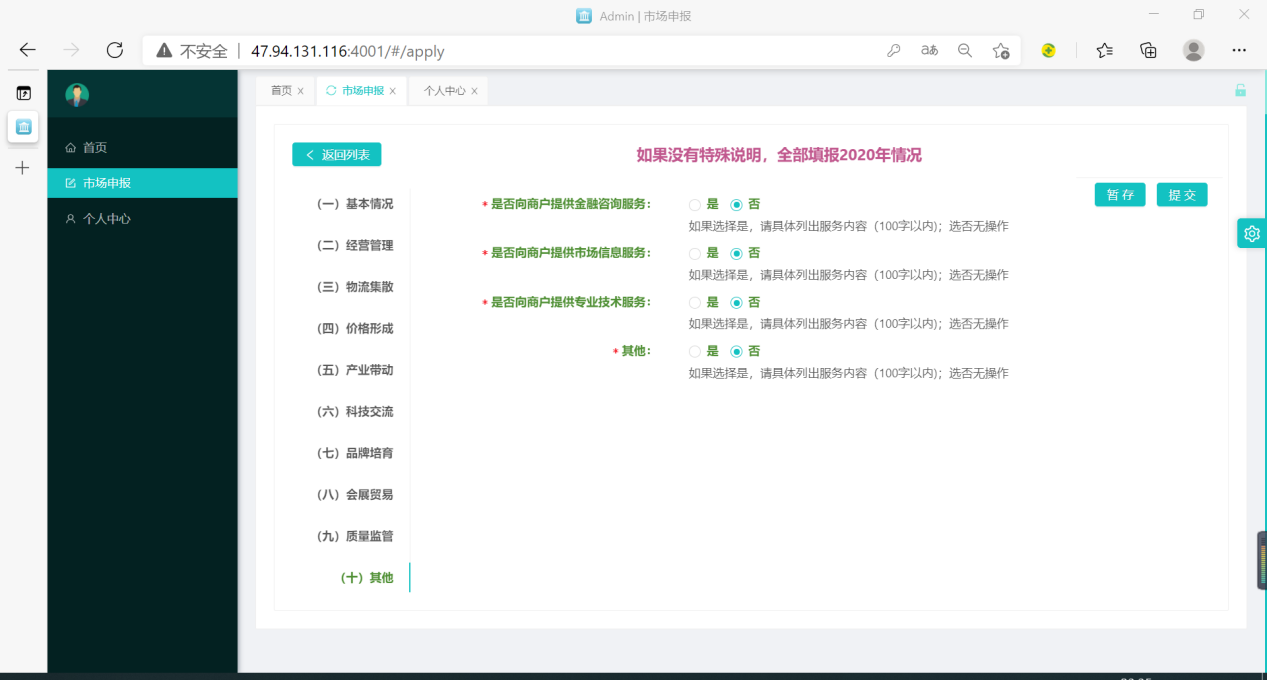 Admin | 市场申报
不安全 | 47.94.131.116:4001/#/apply
首页 x 市场申报 x 个人中心 x
首页
市场申报
个人中心
返回列表
如果没有特殊说明，全部填报2020年情况
暂存 提交
（一）基本情况
（二）经营管理
（三）物流集散
（四）价格形成
（五）产业带动
（六）科技交流
（七）品牌培育
（八）会展贸易
（九）质量监管
（十）其他
* 是否向商户提供金融咨询服务： 是 否
如果选择是，请具体列出服务内容（100字以内)；选否无操作
* 是否向商户提供市场信息服务： 是 否
如果选择是，请具体列出服务内容（100字以内)；选否无操作
* 是否向商户提供专业技术服务： 是 否
如果选择是，请具体列出服务内容（100字以内)；选否无操作
* 其他： 是 否
如果选择是，请具体列出服务内容（100字以内)；选否无操作